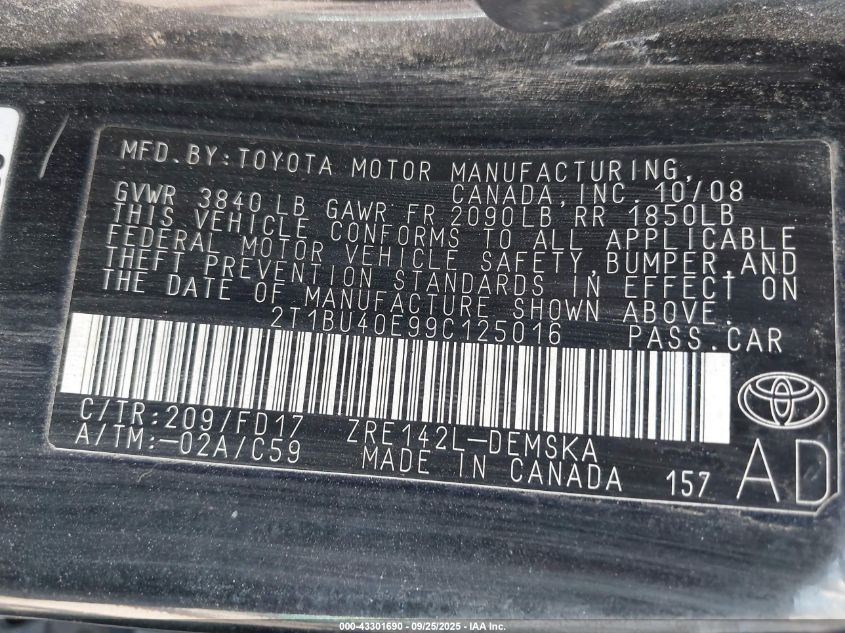 MFD.BY:TOYOTA MOTOR MANUFACTURING,
CANADA,INC. 10/08
GVWR 3840 LB GAWR FR 2090LB RR 1850LB
THIS VEHICLE CONFORMS TO ALL APPLICABLE
FEDERAL MOTOR VEHICLE SAFETY,BUMPER,AND
THEFT PREVENTION STANDARDS IN EFFECT ON
THE DATE OF MANUFACTURE SHOWN ABOVE.
2T1BU40E99C125016 PASS.CAR
C/TR:209/FD17 ZRE142L-DEMSKA
A/TM:-02A/C59 MADE IN CANADA 157
AD
000-43301690 - 09/25/2025 - IAA Inc.